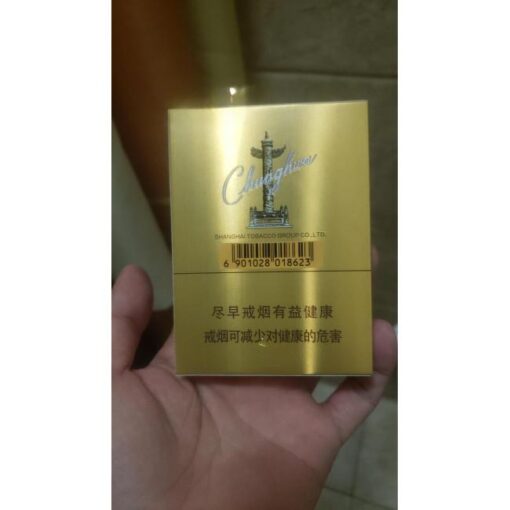 Chunghwa
SHANGHAI TOBACCO GROUP CO., LTD.
6 901028 018623
尽早戒烟有益健康
戒烟可减少对健康的危害